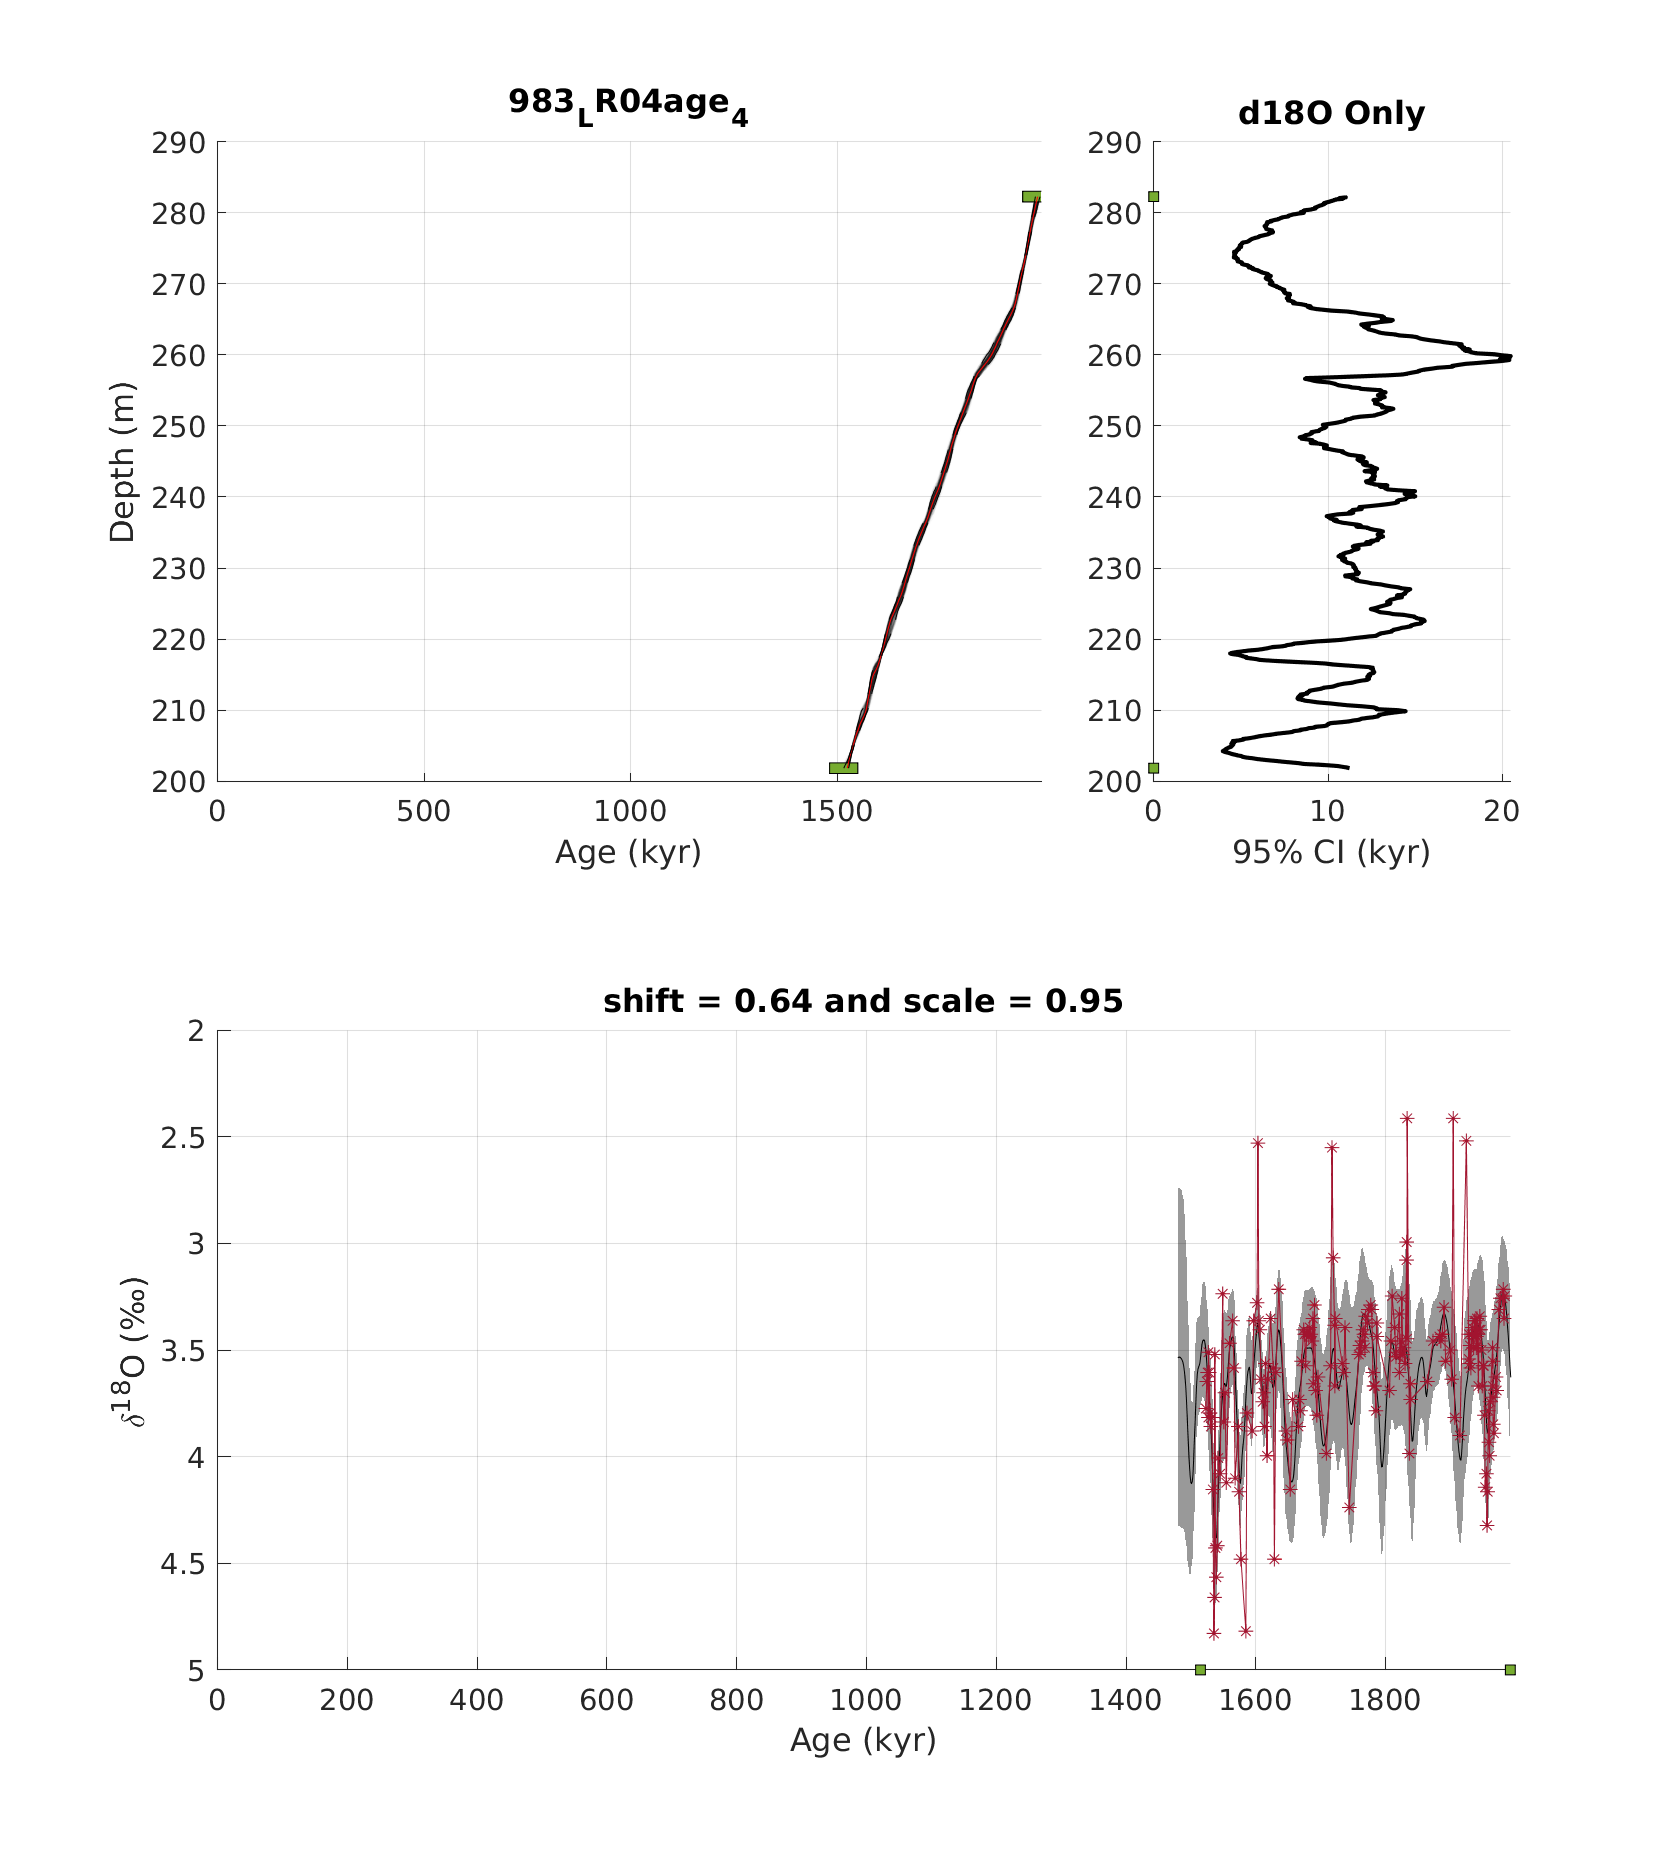 983LR04age4
d18O Only
290
280
270
260
250
240
230
220
210
200
Depth (m)
0 500 1000 1500
Age (kyr)
290
280
270
260
250
240
230
220
210
200
0 10 20
95% CI (kyr)
shift = 0.64 and scale = 0.95
2
2.5
3
3.5
4
4.5
5
δ18O (‰)
0 200 400 600 800 1000 1200 1400 1600 1800
Age (kyr)